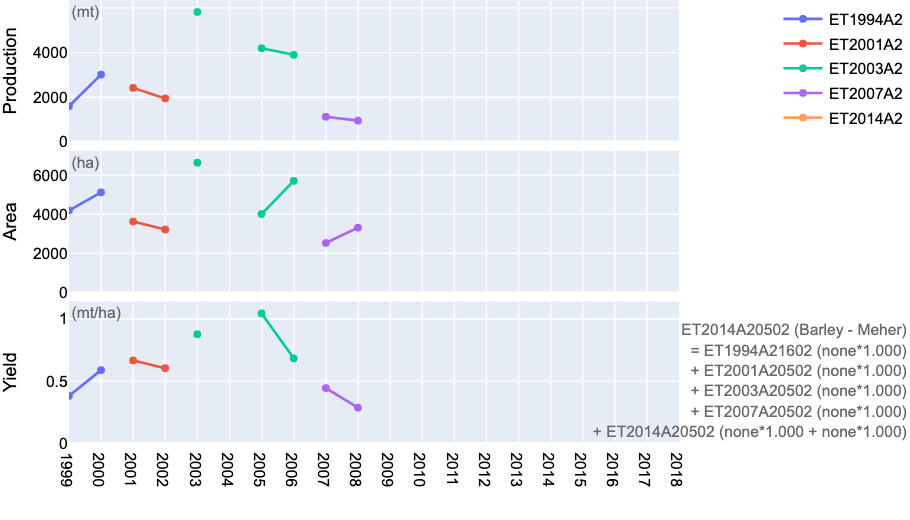 (mt)
Production
4000
2000
0
ET1994A2
ET2001A2
ET2003A2
ET2007A2
ET2014A2
(ha)
Area
6000
4000
2000
0
(mt/ha)
Yield
1
0.5
0
ET2014A20502 (Barley - Meher)
= ET1994A21602 (none*1.000)
+ ET2001A20502 (none*1.000)
+ ET2003A20502 (none*1.000)
+ ET2007A20502 (none*1.000)
+ ET2014A20502 (none*1.000 + none*1.000)
1999
2000
2001
2002
2003
2004
2005
2006
2007
2008
2009
2010
2011
2012
2013
2014
2015
2016
2017
2018